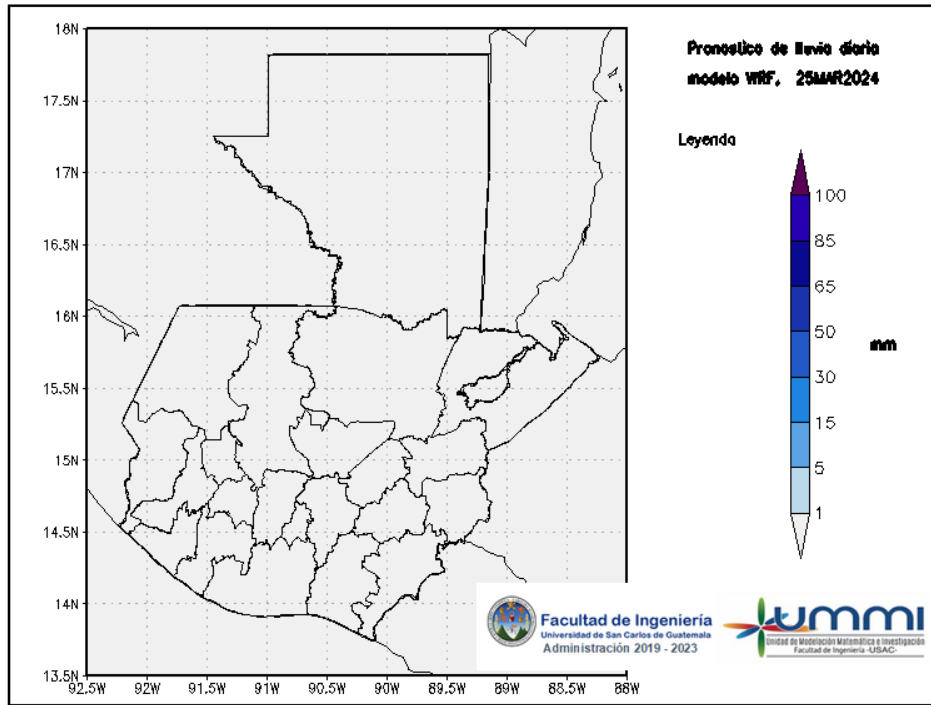 Pronostico de lluvia diaria
modelo WRF, 25MAR2024
Leyenda
100
85
65
50
30
15
5
1
mm
18N
17.5N
17N
16.5N
16N
15.5N
15N
14.5N
14N
13.5N
92.5W 92W 91.5W 91W 90.5W 90W 89.5W 89W 88.5W 88W
Facultad de Ingeniería
Universidad de San Carlos de Guatemala
Administración 2019 - 2023
ummi
Unidad de Modelación Matemática e Investigación
Facultad de Ingeniería -USAC-